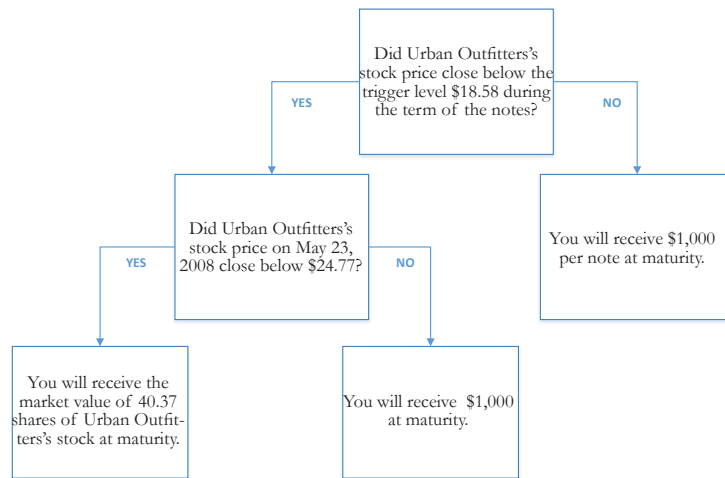 Did Urban Outfitters's
stock price close below the
trigger level $18.58 during
the term of the notes?
YES
NO
Did Urban Outfitters's
stock price on May 23,
2008 close below $24.77?
You will receive $1,000
per note at maturity.
YES
NO
You will receive the
market value of 40.37
shares of Urban Outfit-
ters's stock at maturity.
You will receive $1,000
at maturity.